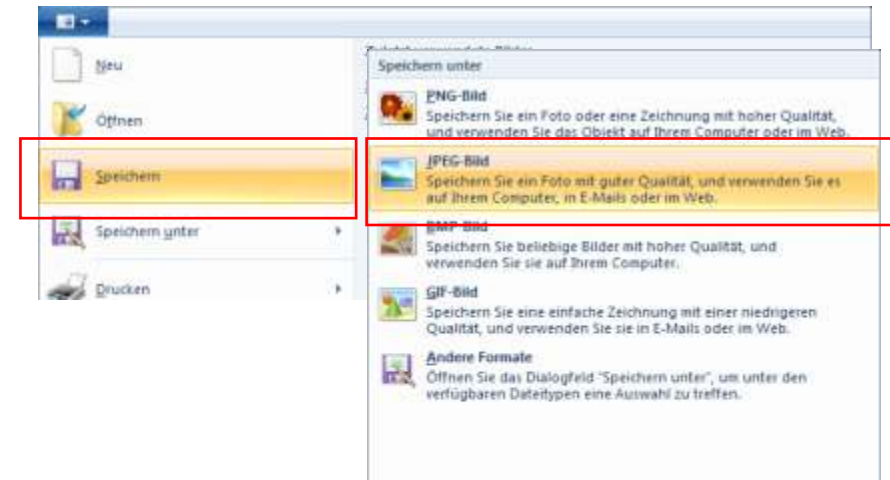 Neu
Öffnen
Speichern
Speichern unter
Drucken
Speichern unter
PNG-Bild
Speichern Sie ein Foto oder eine Zeichnung mit hoher Qualität,
und verwenden Sie das Objekt auf Ihrem Computer oder im Web.
JPEG-Bild
Speichern Sie ein Foto mit guter Qualität, und verwenden Sie es
auf Ihrem Computer, in E-Mails oder im Web.
BMP-Bild
Speichern Sie beliebige Bilder mit hoher Qualität, und
verwenden Sie sie auf Ihrem Computer.
GIF-Bild
Speichern Sie eine einfache Zeichnung mit einer niedrigeren
Qualität, und verwenden Sie sie in E-Mails oder im Web.
Andere Formate
Öffnen Sie das Dialogfeld "Speichern unter", um unter den
verfügbaren Dateitypen eine Auswahl zu treffen.